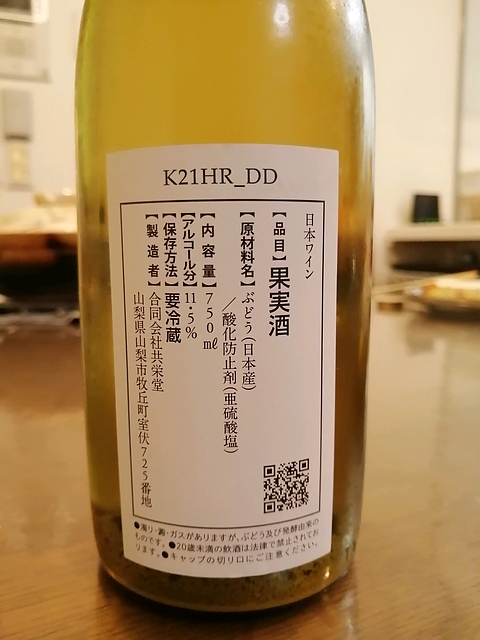 K21HR_DD
日本ワイン
【品目】果実酒
【原材料名】ぶどう(日本産)
／酸化防止剤(亜硫酸塩)
【内容量】750㎖
【アルコール分】11.5%
【保存方法】要冷蔵
【製造者】合同会社共栄堂
山梨県山梨市牧丘町室伏725番地
●濁り・澱・ガスがありますが、ぶどう及び発酵由来の
ものです。●20歳未満の飲酒は法律で禁止されてお
ります。●キャップの切り口にご注意ください。